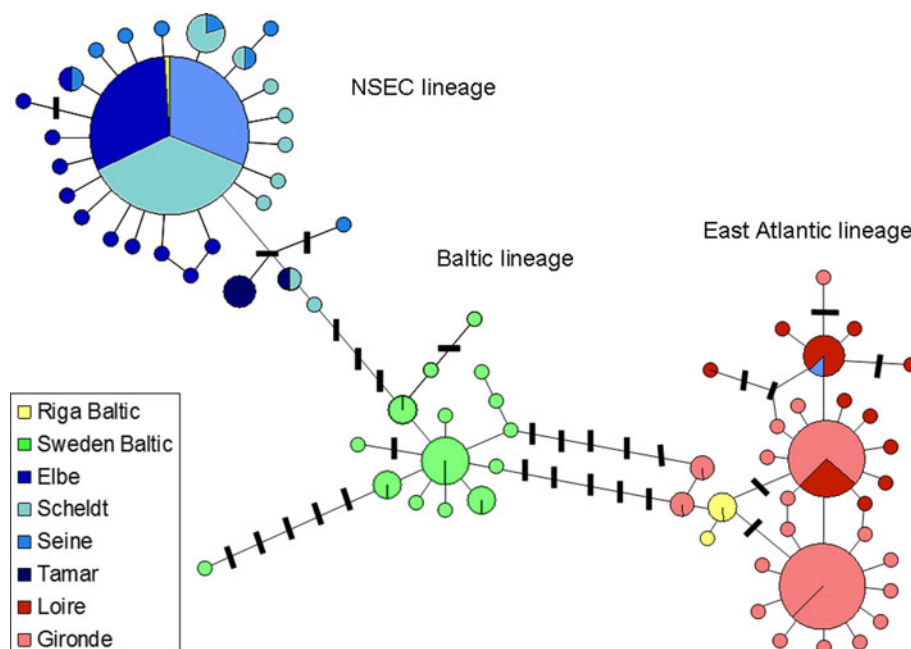 NSEC lineage
Baltic lineage
East Atlantic lineage
Riga Baltic
Sweden Baltic
Elbe
Scheldt
Seine
Tamar
Loire
Gironde